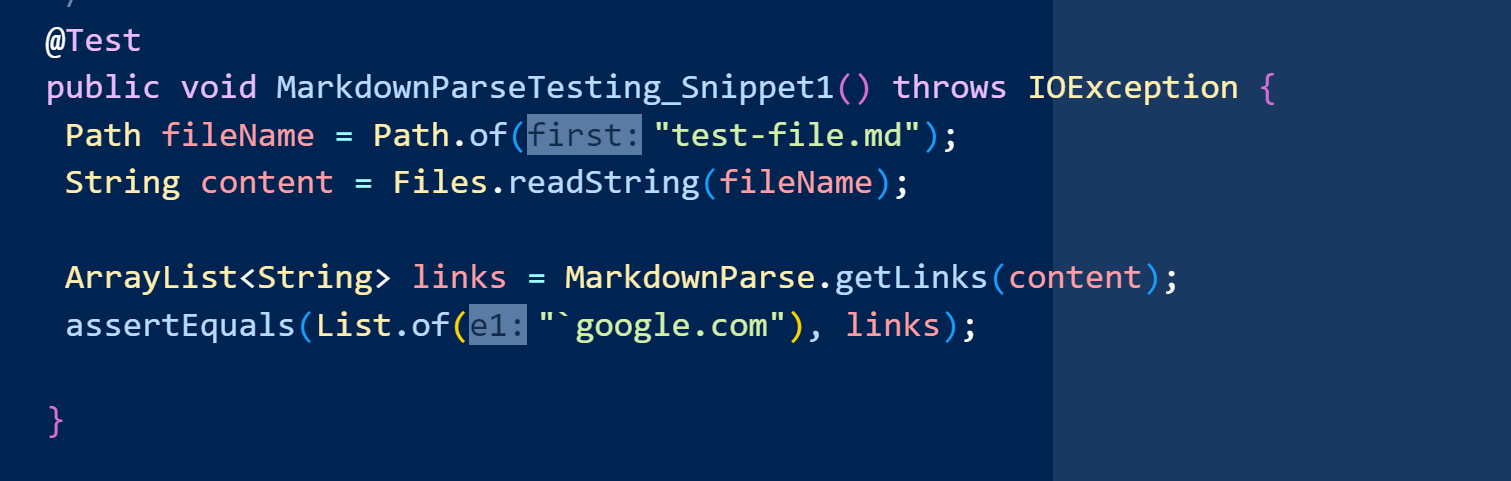 @Test
public void MarkdownParseTesting_Snippet1() throws IOException {
Path fileName = Path.of(first: "test-file.md");
String content = Files.readString(fileName);
ArrayList<String> links = MarkdownParse.getLinks(content);
assertEquals(List.of(e1: "`google.com"), links);
}